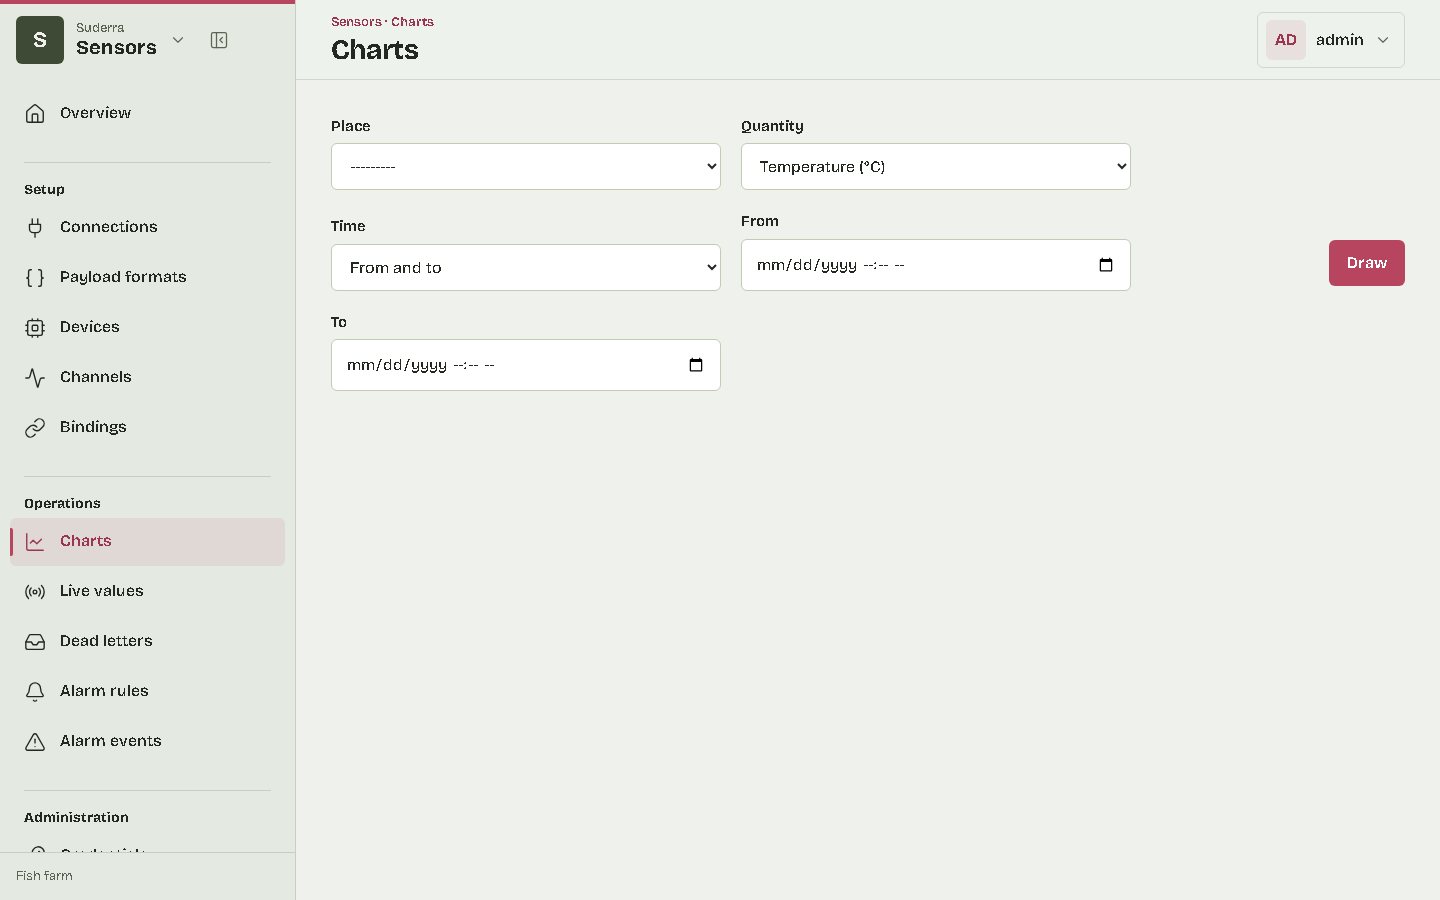 S
Suderra
Sensors
Overview
Setup
Connections
Payload formats
Devices
Channels
Bindings
Operations
Charts
Live values
Dead letters
Alarm rules
Alarm events
Administration
Fish farm
Sensors · Charts
Charts
AD
admin
Place
---------
Quantity
Temperature (°C)
Time
From and to
From
mm/dd/yyyy --:-- --
Draw
To
mm/dd/yyyy --:-- --